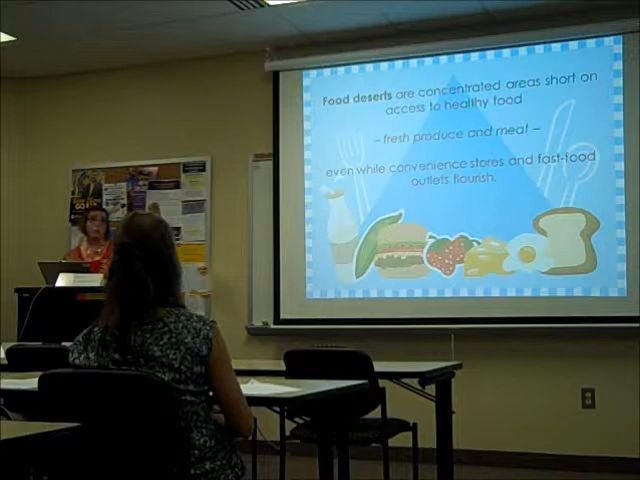 Food deserts are concentrated areas short on
access to healthy food
– fresh produce and meat –
even while convenience stores and fast-food
outlets flourish.